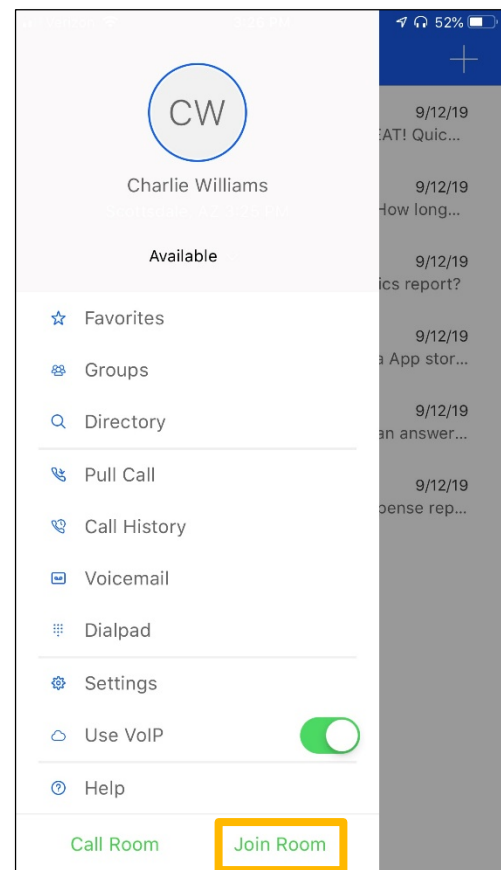 52%
CW
Charlie Williams
Available
Favorites
Groups
Directory
Pull Call
Call History
Voicemail
Dialpad
Settings
Use VoIP
Help
Call Room
Join Room
9/12/19
EAT! Quic...
9/12/19
How long...
9/12/19
ics report?
9/12/19
a App stor...
9/12/19
an answer...
9/12/19
pense rep...